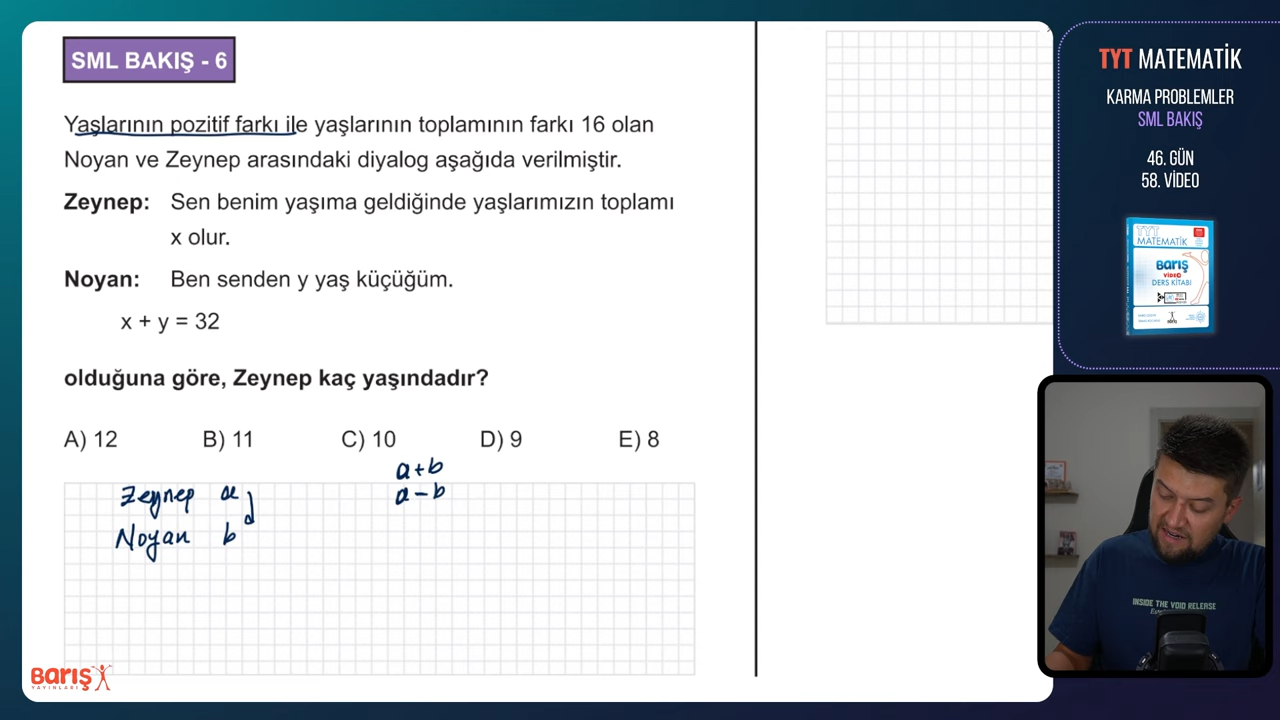 SML BAKIŞ - 6
Yaşlarının pozitif farkı ile yaşlarının toplamının farkı 16 olan
Noyan ve Zeynep arasındaki diyalog aşağıda verilmiştir.
Zeynep: Sen benim yaşıma geldiğinde yaşlarımızın toplamı
x olur.
Noyan: Ben senden y yaş küçüğüm.
x + y = 32
olduğuna göre, Zeynep kaç yaşındadır?
A) 12 B) 11 C) 10 D) 9 E) 8
a+b
a-b
Zeynep a
Noyan b
BARIŞ
YAYINLARI
TYT MATEMATİK
KARMA PROBLEMLER
SML BAKIŞ
46. GÜN
58. VİDEO
TYT
MATEMATİK
BARIŞ
VİDEO
DERS KİTABI
INSIDE THE VOID RELEASE